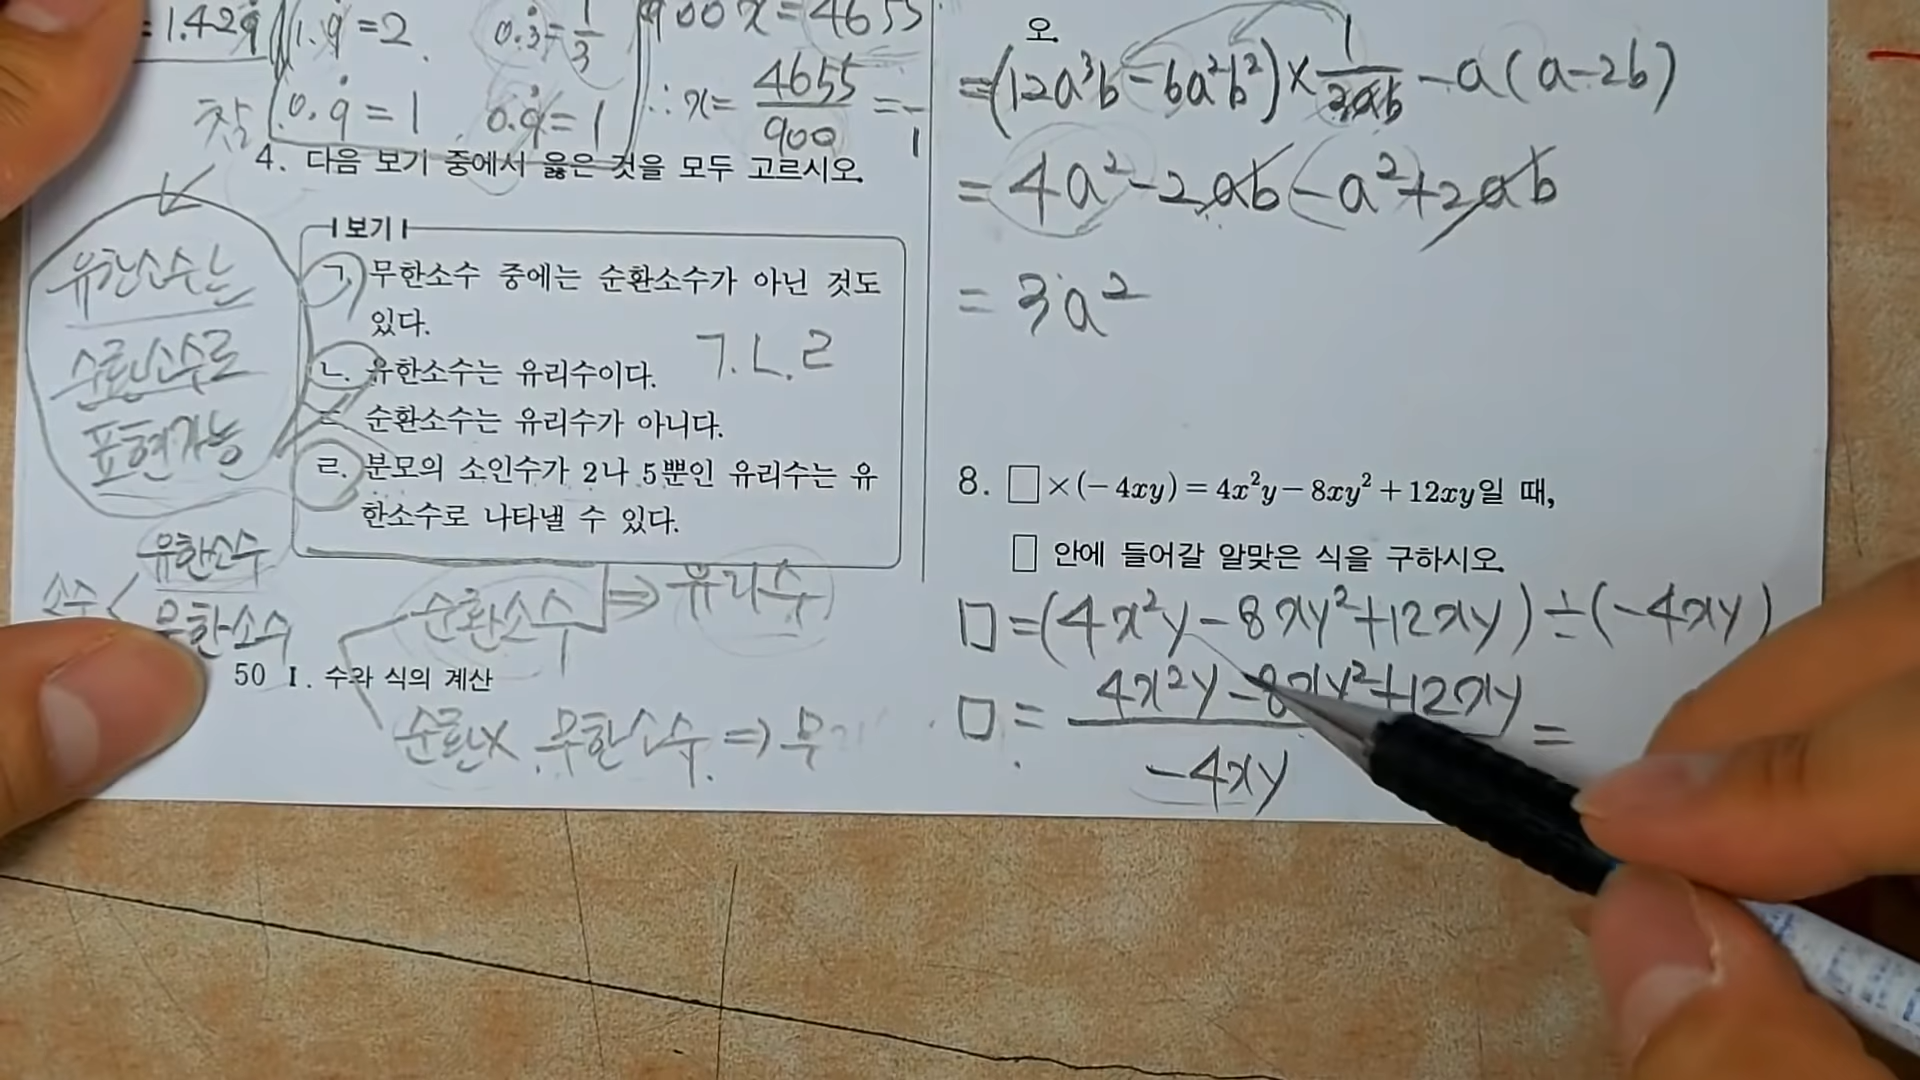 =1.429
1.9̇=2
0.3̇=1/3
900x=4655
0.9̇=1
0.9̇=1
∴x=4655/900=
4. 다음 보기 중에서 옳은 것을 모두 고르시오.
유한소수는
순환소수로
표현가능
보기
ㄱ. 무한소수 중에는 순환소수가 아닌 것도
있다.
ㄴ. 유한소수는 유리수이다.
ㄱ.ㄴ.ㄹ
ㄷ. 순환소수는 유리수가 아니다.
ㄹ. 분모의 소인수가 2나 5뿐인 유리수는 유
한소수로 나타낼 수 있다.
소수< 유한소수
무한소수
순환소수 ⇒ 유리수
순환x 무한소수 ⇒ 무
50 I. 수와 식의 계산
오.
=(12a³b-6a²b²)×1/3ab-a(a-2b)
=4a²-2ab-a²+2ab
=3a²
8. □×(-4xy)=4x²y-8xy²+12xy일 때,
□ 안에 들어갈 알맞은 식을 구하시오.
□=(4x²y-8xy²+12xy)÷(-4xy)
□=4x²y-8xy²+12xy/-4xy=